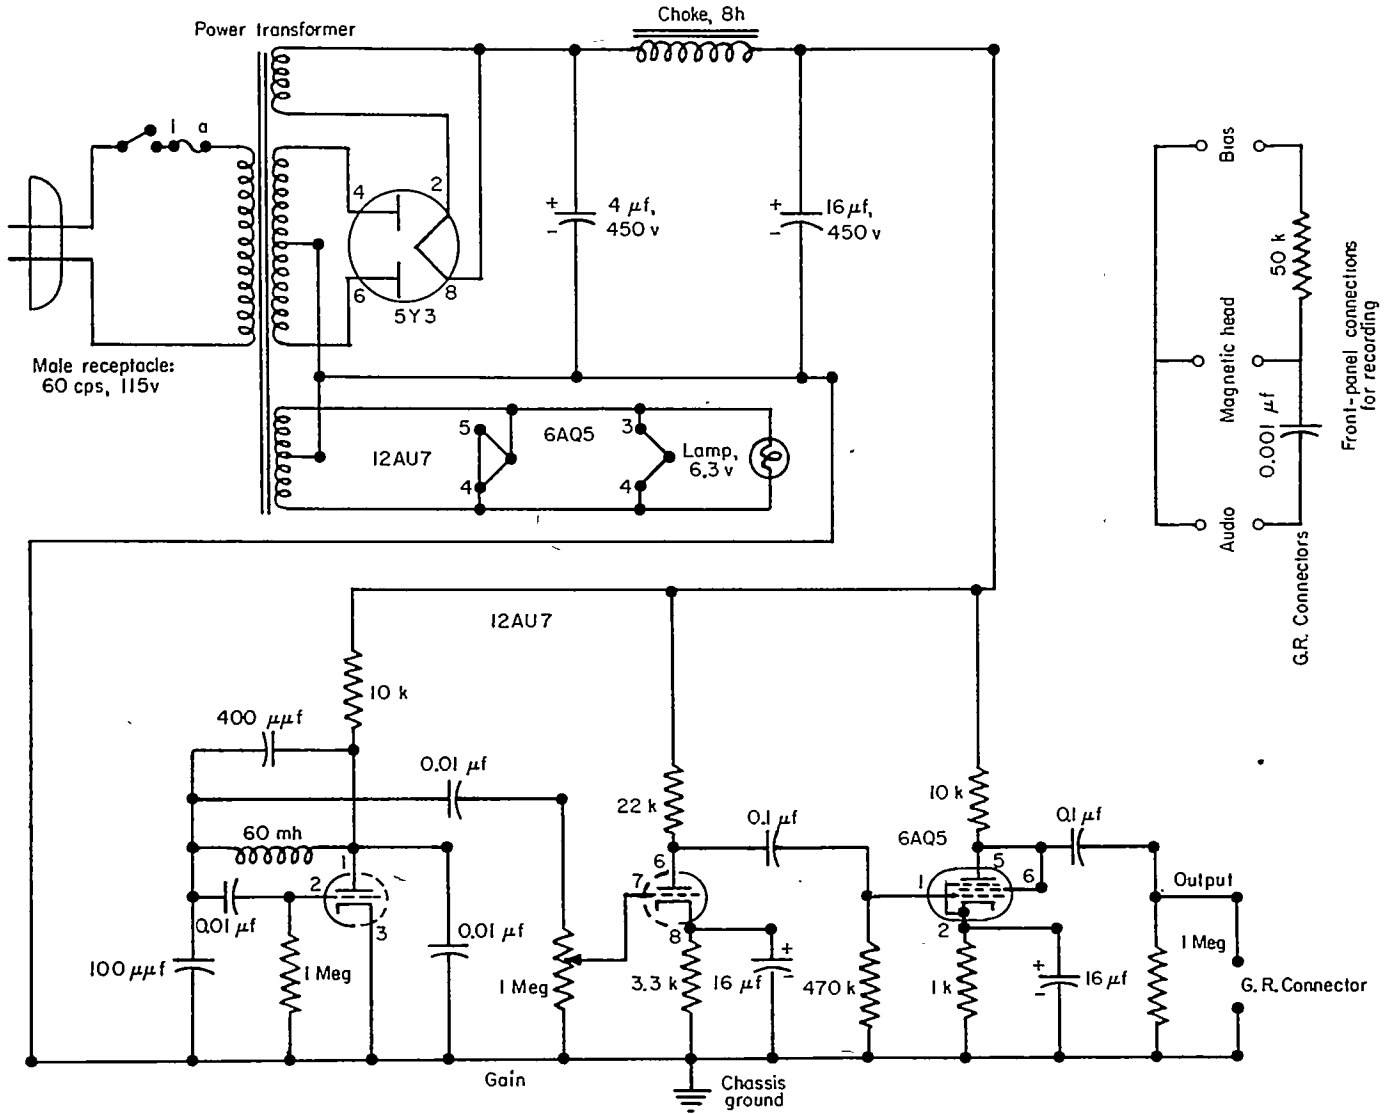 Choke, 8h
Power transformer
1 a
4
2
6
8
5Y3
+
-
4 μf,
450 v
+
-
16 μf,
450 v
Male receptacle:
60 cps, 115v
12AU7
5
4
6AQ5
3
4
Lamp,
6.3 v
Bias
50 k
Magnetic head
0.001 μf
Audio
G.R. Connectors
Front-panel connections
for recording
12AU7
10 k
400 μμf
0.01 μf
60 mh
1
2
3
0.01 μf
100 μμf
1 Meg
0.01 μf
1 Meg
Gain
22 k
6
7
8
3.3 k
+
-
16 μf
0.1 μf
470 k
10 k
6AQ5
5
6
1
2
1 k
+
-
16 μf
0.1 μf
Output
1 Meg
G.R. Connector
Chassis
ground